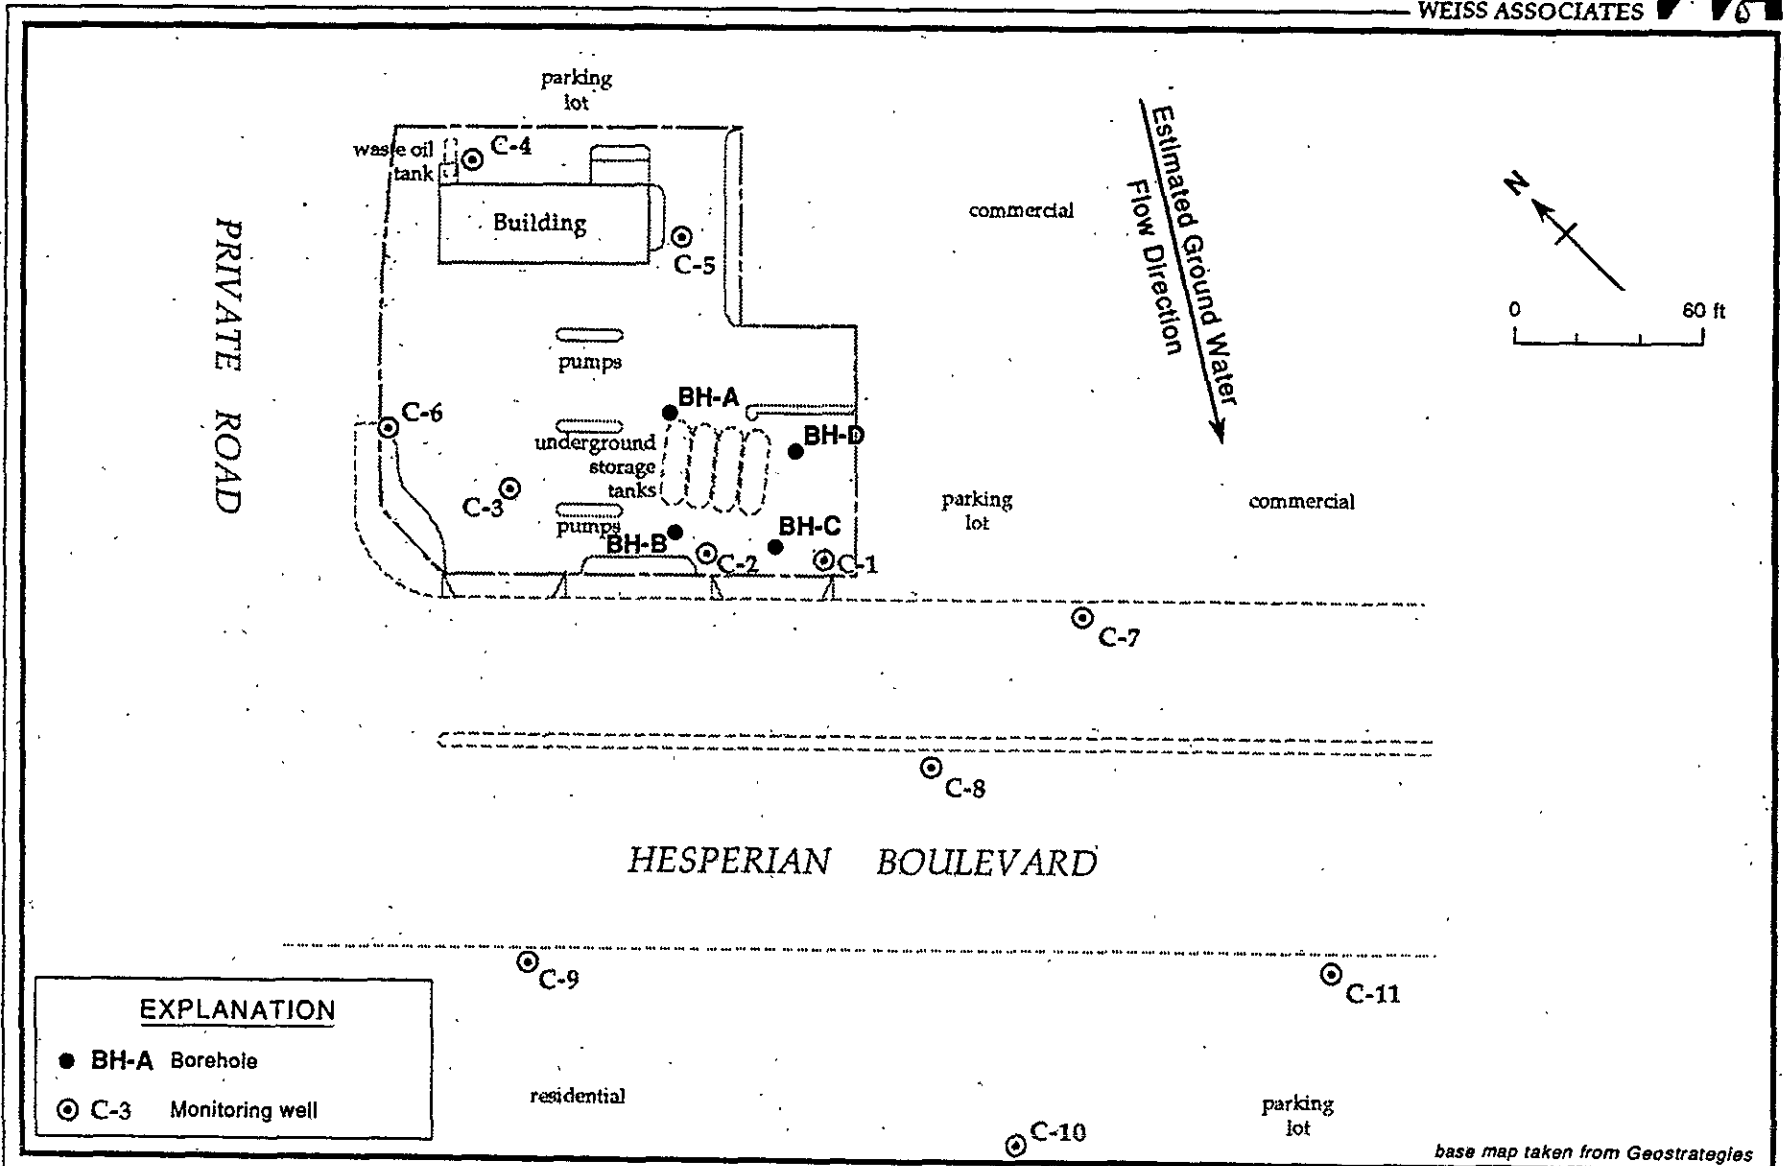 WEISS ASSOCIATES
parking
lot
waste oil
tank
C-4
Building
C-5
commercial
Estimated Ground Water
Flow Direction
N
0 60 ft
PRIVATE ROAD
pumps
C-6
BH-A
underground
storage
tanks
BH-D
C-3
pumps
BH-B
BH-C
C-2
C-1
parking
lot
commercial
C-7
C-8
HESPERIAN BOULEVARD
C-9
C-11
EXPLANATION
BH-A Borehole
C-3 Monitoring well
residential
parking
lot
C-10
base map taken from Geostrategies